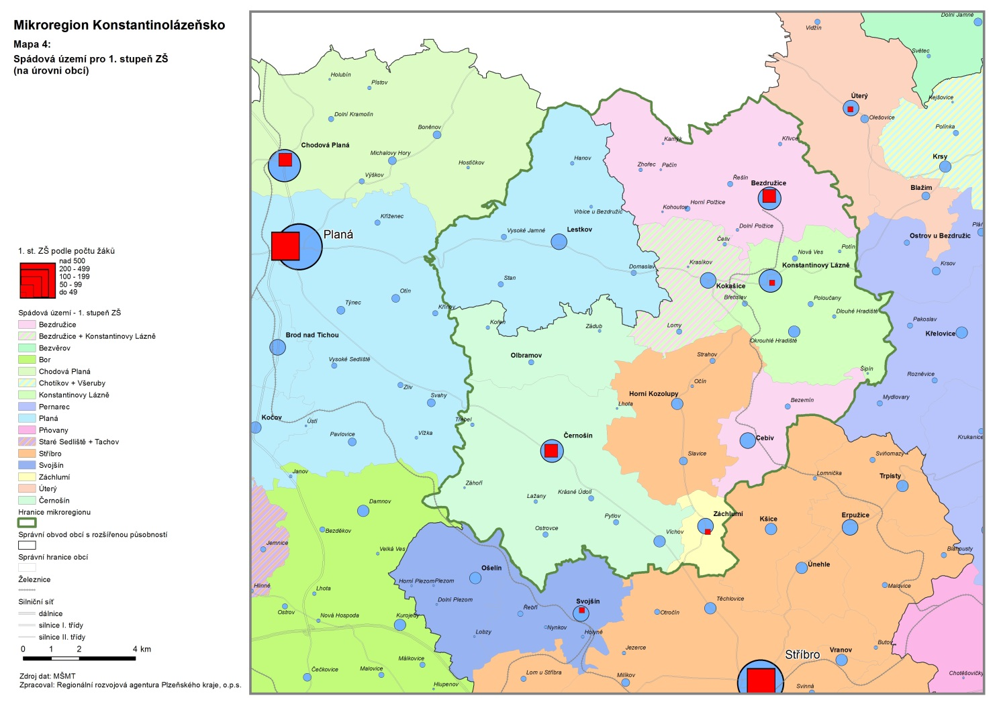 Mikroregion Konstantinolázeňsko
Mapa 4:
Spádová území pro 1. stupeň ZŠ
(na úrovni obcí)
1. st. ZŠ podle počtu žáků
nad 500
200 - 499
100 - 199
50 - 99
do 49
Spádová území - 1. stupeň ZŠ
Bezdružice
Bezdružice + Konstantinovy Lázně
Bezvěrov
Bor
Chodová Planá
Chotíkov + Všeruby
Konstantinovy Lázně
Pernarec
Planá
Pňovany
Staré Sedliště + Tachov
Stříbro
Svojšín
Záchlumí
Úterý
Černošín
Hranice mikroregionu
Správní obvod obcí s rozšířenou působností
Správní hranice obcí
Železnice
Silniční síť
dálnice
silnice I. třídy
silnice II. třídy
0 1 2 4 km
Zdroj dat: MŠMT
Zpracoval: Regionální rozvojová agentura Plzeňského kraje, o.p.s.
Dolní Jamné
Vidžín
Světec
Holubín
Pístov
Úterý
Kejšovice
Olešovice
Dolní Kramolín
Boněnov
Polínka
Chodová Planá
Kamýk
Křivce
Michalovy Hory
Hanov
Krsy
Hostíčkov
Zhořec
Pačín
Výškov
Řešín
Bezdružice
Blažim
Kohoutov
Horní Polžice
Vrbice u Bezdružic
Kříženec
Dolní Polžice
Plán
Planá
Vysoké Jamné
Lestkov
Čeliv
Ostrov u Bezdružic
Potín
Nová Ves
Krasíkov
Konstantinovy Lázně
Krsov
Domaslav
Stan
Kokašice
Otín
Břetislav
Poloučany
Týnec
Křínov
Dlouhé Hradiště
Kořen
Zádub
Lomy
Pakoslav
Křelovice
Brod nad Tichou
Okrouhlé Hradiště
Olbramov
Strahov
Vysoké Sedliště
Šipín
Rozněvice
Očín
Zliv
Svahy
Horní Kozolupy
Bezemín
Mydlovary
Lhota
Kočov
Ústí
Třebel
Pavlovice
Vížka
Černošín
Cebiv
Krukanice
Slavice
Sviňomazy
Janov
Lomnička
Trpísty
Záhoří
Krásné Údolí
Lažany
Damnov
Pytlov
Záchlumí
Kšice
Erpužice
Bezděkov
Ostrovce
Víchov
Jemnice
Velká Ves
Blahousty
Ošelín
Únehle
Horní Plezom
Plezom
Hlinné
Lhota
Malovice
Dolní Plezom
Svojšín
Těchlovice
Ostrov
Nová Hospoda
Kurojedy
Řebří
Otročín
Nynkov
Lobzy
Holyně
Jezerce
Butov
Stříbro
Vranov
Málkovice
Čečkovice
Malovice
Lom u Stříbra
Milíkov
Chotěšovičky
Hlupenov
Svinná